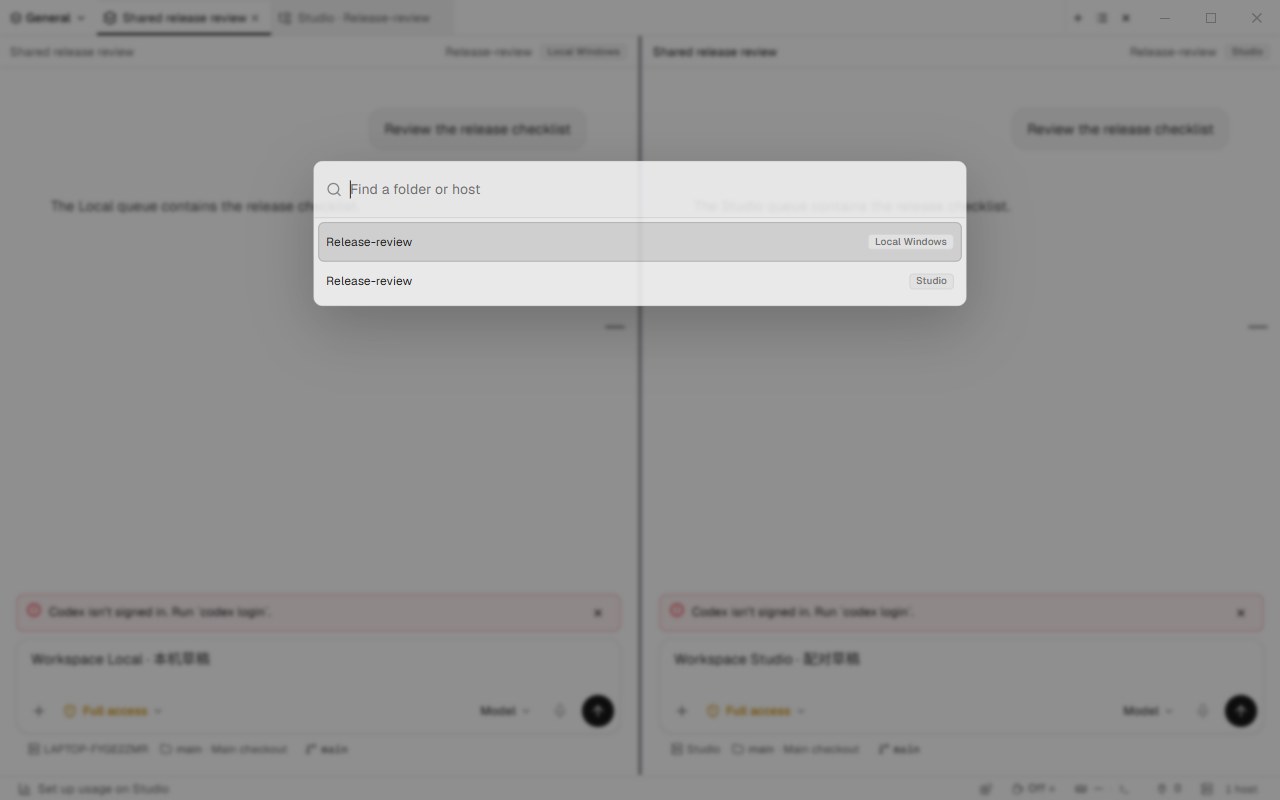 General
Shared release review
Studio · Release-review
Shared release review
Release-review
Local Windows
Shared release review
Release-review
Studio
Review the release checklist
Review the release checklist
Find a folder or host
The Local queue contains the release
The Studio queue contains the release checklist.
Release-review
Local Windows
Release-review
Studio
Codex isn't signed in. Run `codex login`.
Codex isn't signed in. Run `codex login`.
Workspace Local · 本机草稿
Workspace Studio · 配对草稿
Full access
Model
Full access
Model
main · Main checkout
main
Studio
main · Main checkout
main
Set up usage on Studio
Off
0
1 host